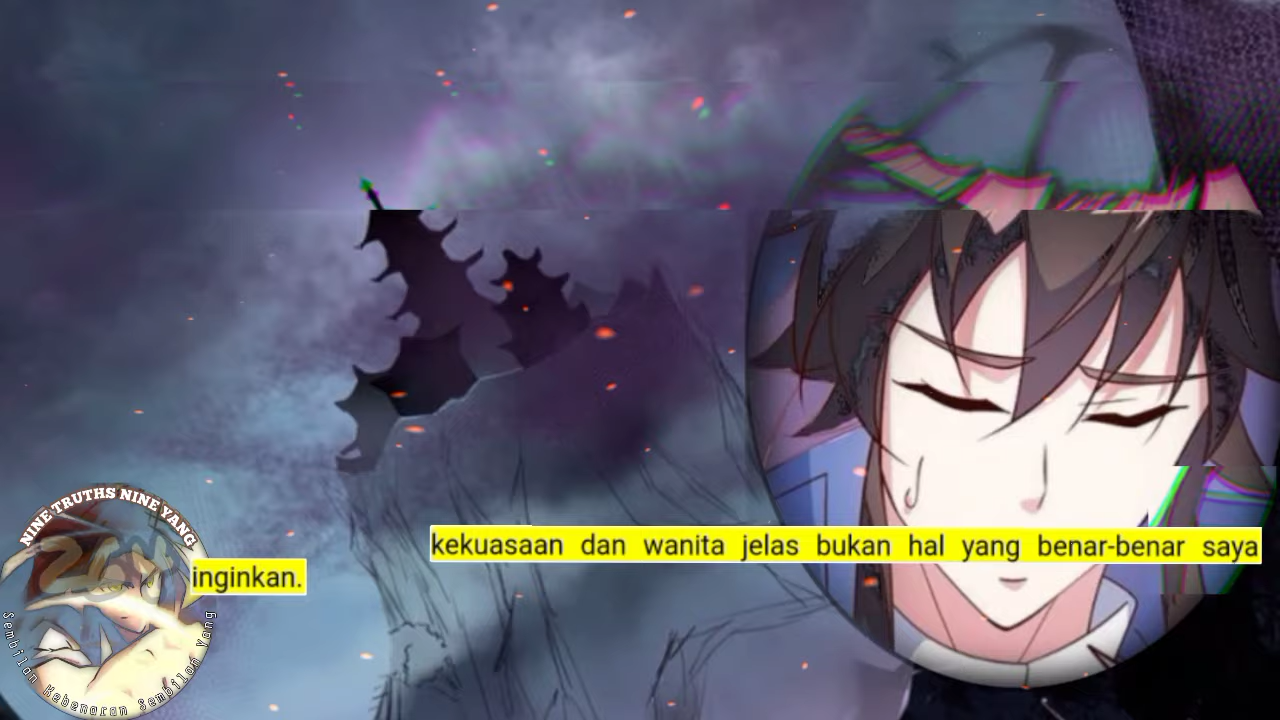 kekuasaan dan wanita jelas bukan hal yang benar-benar saya
inginkan.
NINE TRUTHS NINE YANG
Sembilan Kebenaran Sembilan Yang